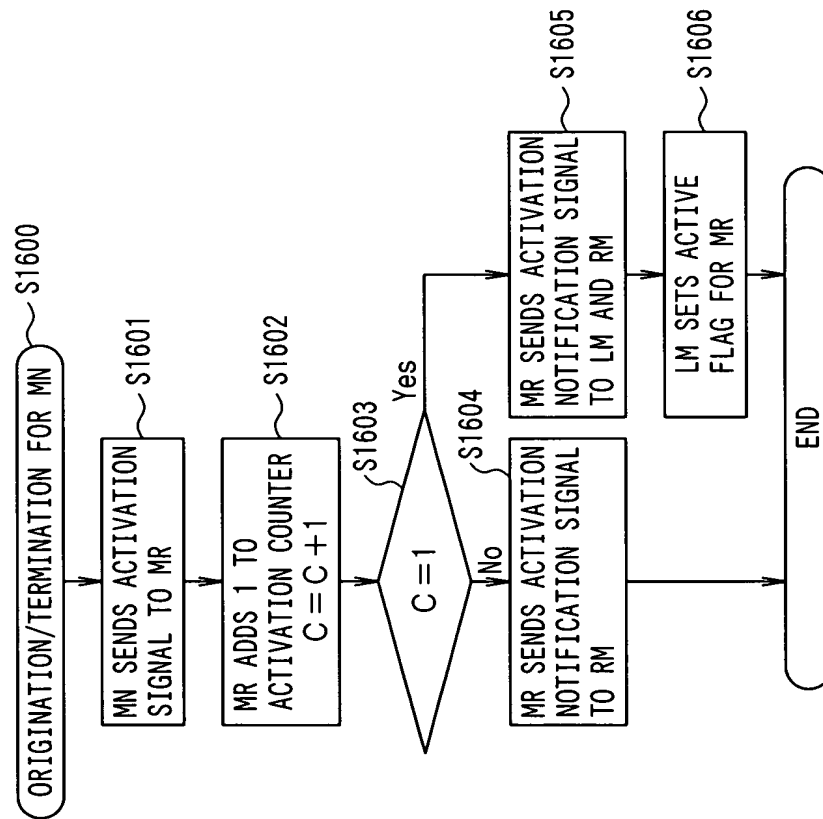 ORIGINATION/TERMINATION FOR MN
S1600
MN SENDS ACTIVATION
SIGNAL TO MR
S1601
MR ADDS 1 TO
ACTIVATION COUNTER
C=C+1
S1602
C=1
S1603
Yes
No
MR SENDS ACTIVATION
NOTIFICATION SIGNAL
TO RM
S1604
MR SENDS ACTIVATION
NOTIFICATION SIGNAL
TO LM AND RM
S1605
LM SETS ACTIVE
FLAG FOR MR
S1606
END